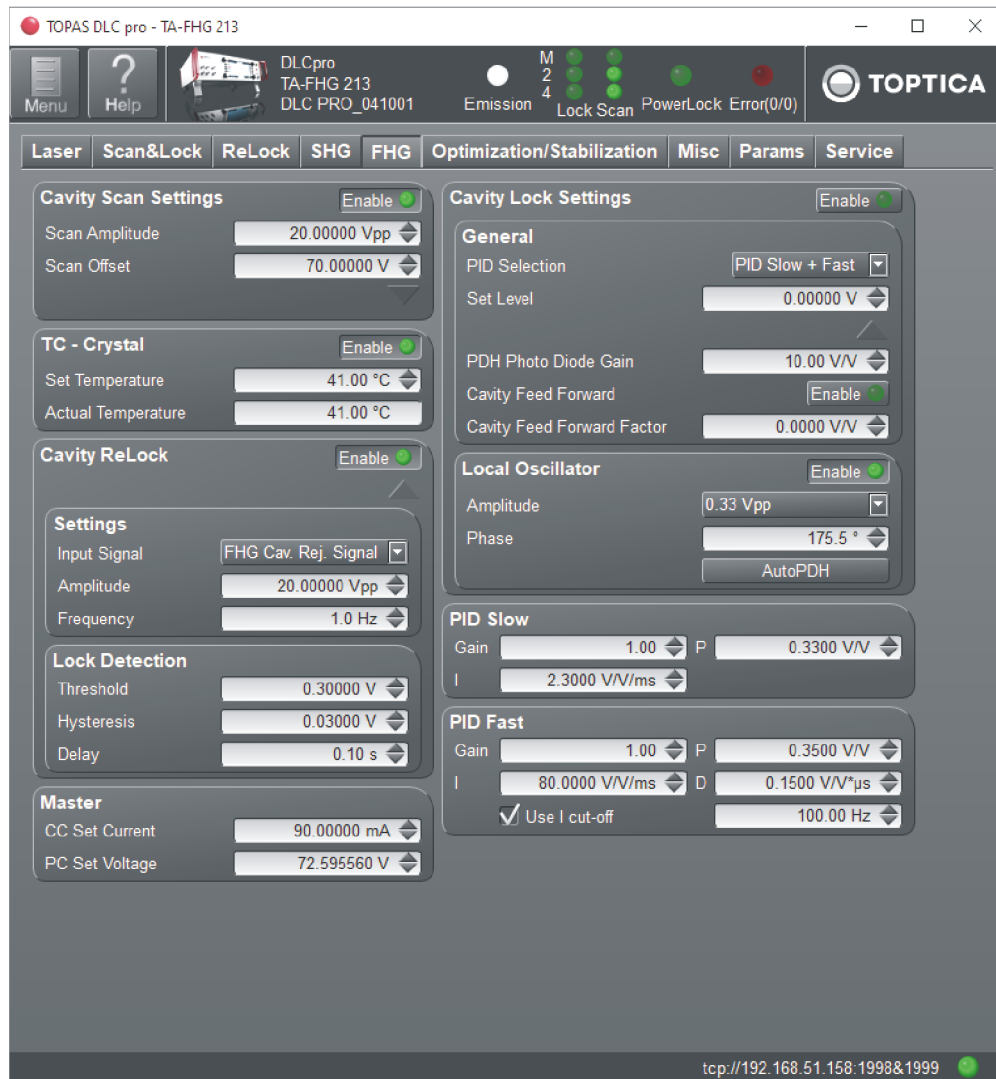 TOPAS DLC pro - TA-FHG 213
Menu
Help
DLCpro
TA-FHG 213
DLC PRO_041001
Emission
M
2
4
Lock Scan
PowerLock
Error(0/0)
TOPTICA
Laser Scan&Lock ReLock SHG FHG Optimization/Stabilization Misc Params Service
Cavity Scan Settings Enable
Scan Amplitude 20.00000 Vpp
Scan Offset 70.00000 V
TC - Crystal Enable
Set Temperature 41.00 °C
Actual Temperature 41.00 °C
Cavity ReLock Enable
Settings
Input Signal FHG Cav. Rej. Signal
Amplitude 20.00000 Vpp
Frequency 1.0 Hz
Lock Detection
Threshold 0.30000 V
Hysteresis 0.03000 V
Delay 0.10 s
Master
CC Set Current 90.00000 mA
PC Set Voltage 72.595560 V
Cavity Lock Settings Enable
General
PID Selection PID Slow + Fast
Set Level 0.00000 V
PDH Photo Diode Gain 10.00 V/V
Cavity Feed Forward Enable
Cavity Feed Forward Factor 0.0000 V/V
Local Oscillator Enable
Amplitude 0.33 Vpp
Phase 175.5 °
AutoPDH
PID Slow
Gain 1.00 P 0.3300 V/V
I 2.3000 V/V/ms
PID Fast
Gain 1.00 P 0.3500 V/V
I 80.0000 V/V/ms D 0.1500 V/V*µs
Use I cut-off 100.00 Hz
tcp://192.168.51.158:1998&1999